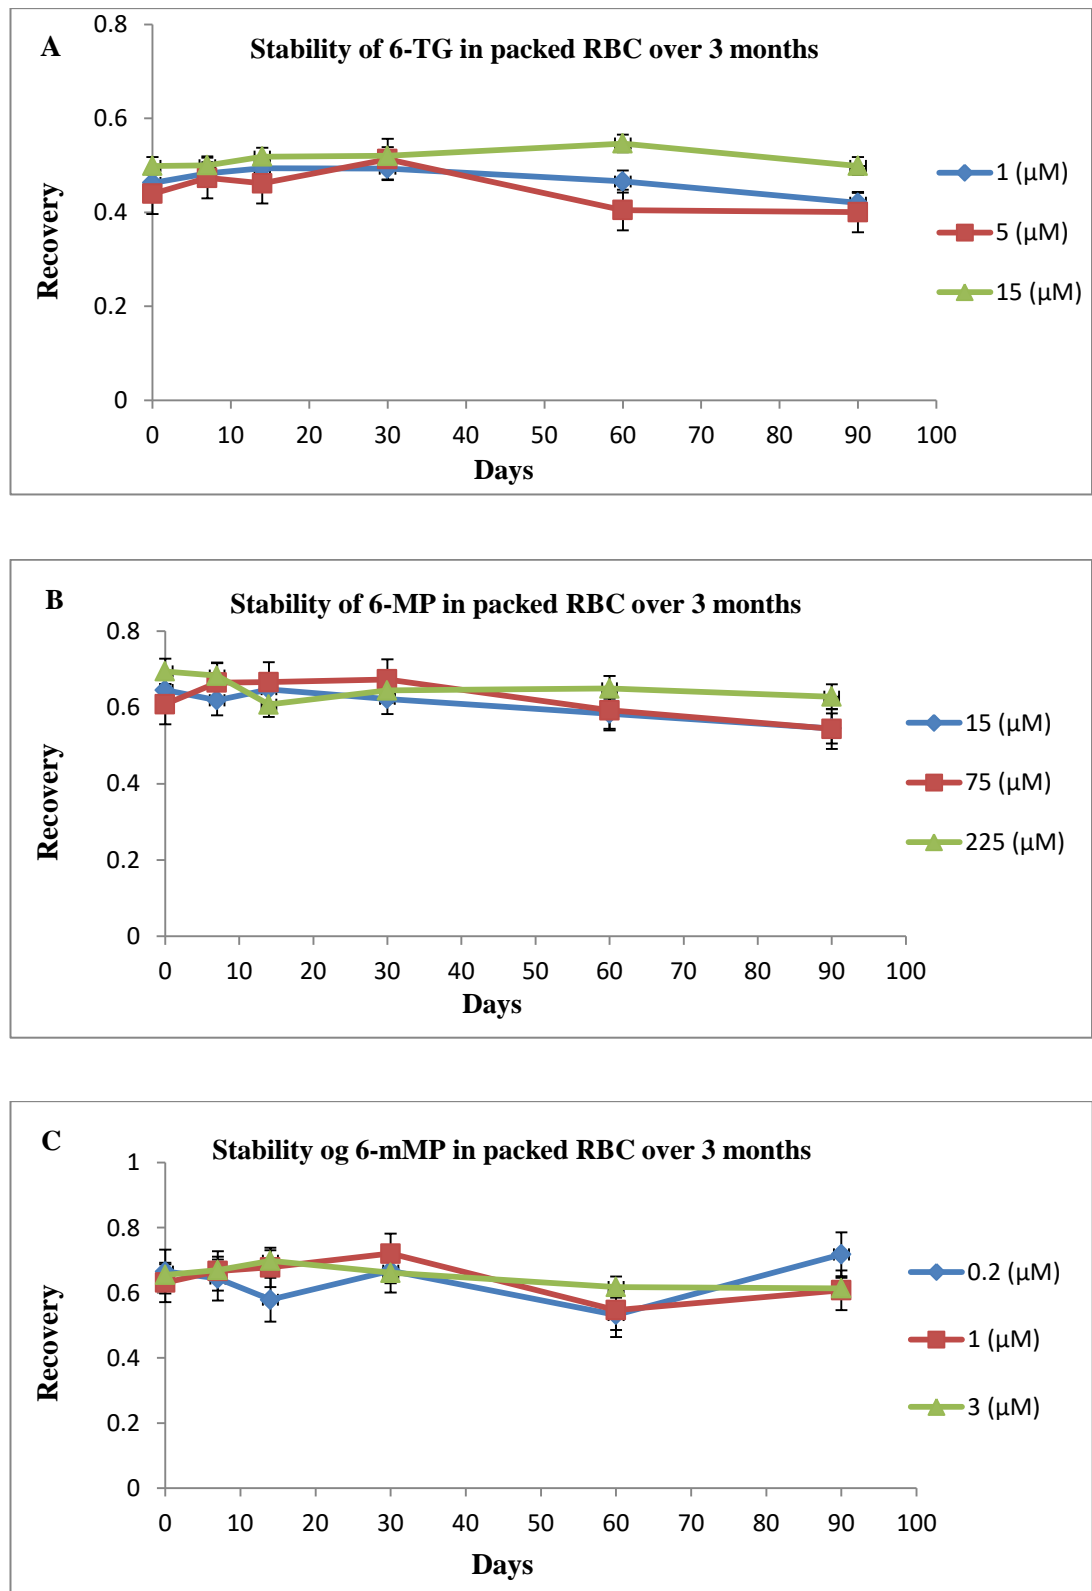 A
Stability of 6-TG in packed RBC over 3 months
0.8
0.6
0.4
0.2
0
Recovery
0 10 20 30 40 50 60 70 80 90 100
Days
1 (µM)
5 (µM)
15 (µM)
B
Stability of 6-MP in packed RBC over 3 months
0.8
0.6
0.4
0.2
0
Recovery
0 10 20 30 40 50 60 70 80 90 100
Days
15 (µM)
75 (µM)
225 (µM)
C
Stability og 6-mMP in packed RBC over 3 months
1
0.8
0.6
0.4
0.2
0
Recovery
0 10 20 30 40 50 60 70 80 90 100
Days
0.2 (µM)
1 (µM)
3 (µM)